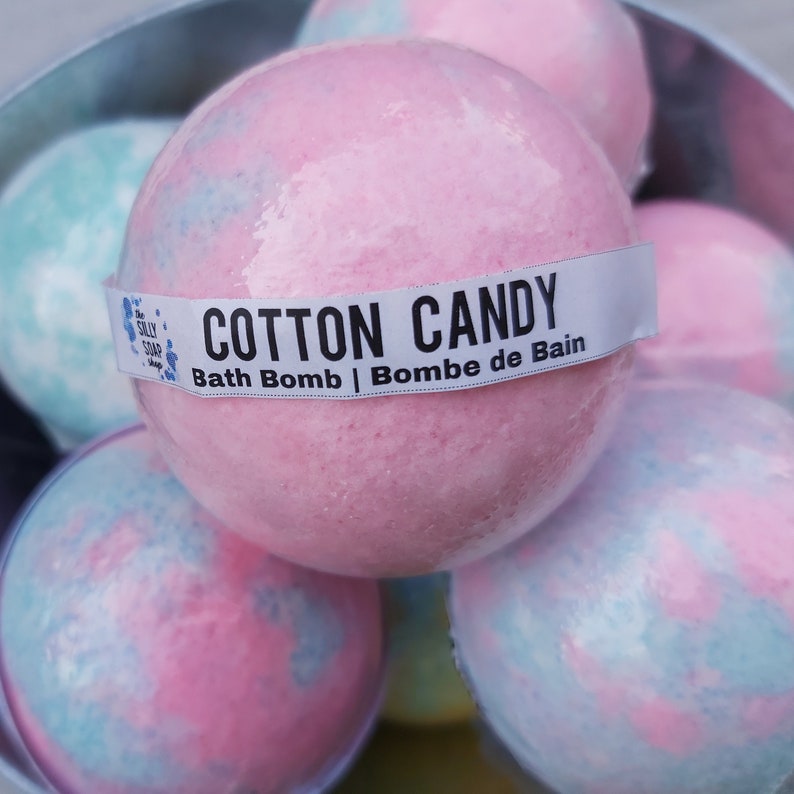 the
SILLY
SOAP
shop
COTTON CANDY
Bath Bomb | Bombe de Bain